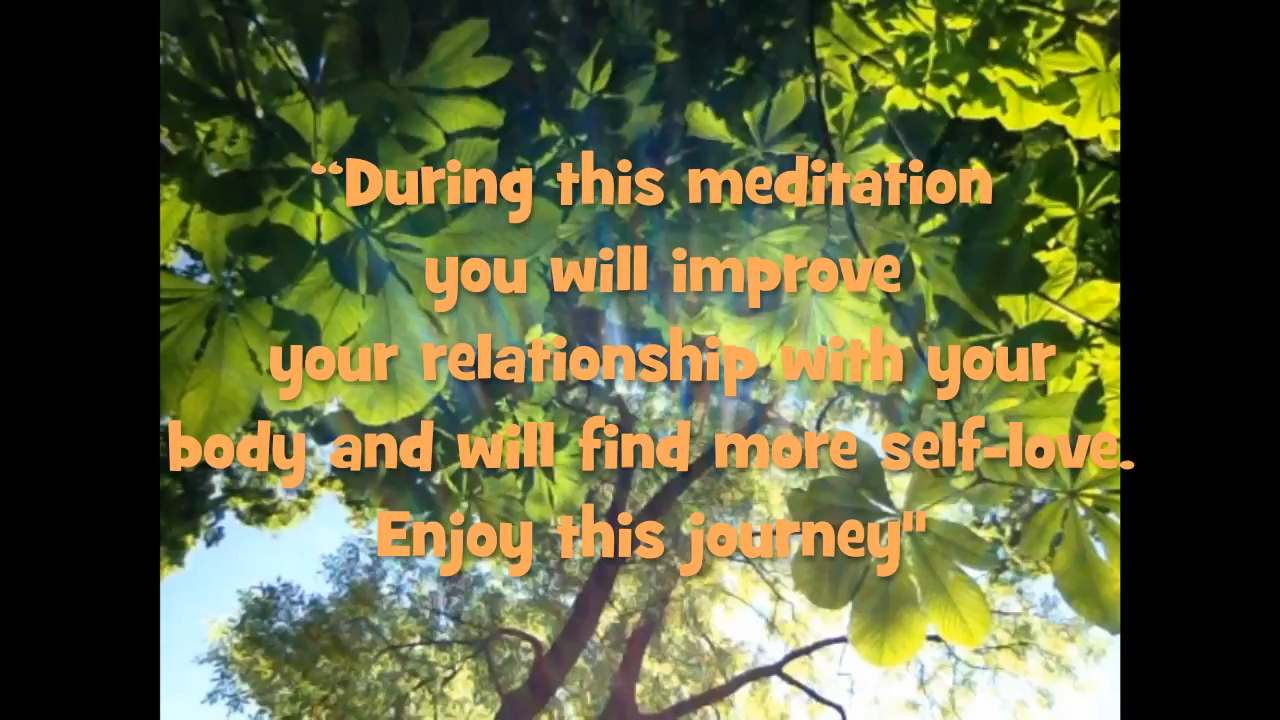 “During this meditation
you will improve
your relationship with your
body and will find more self-love.
Enjoy this journey"